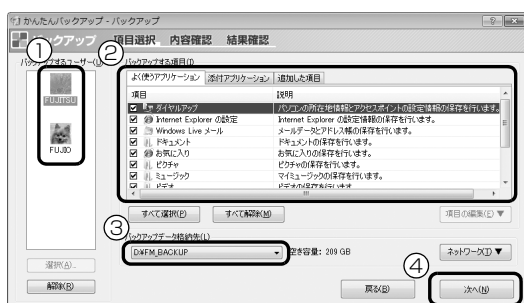 かんたんバックアップ - バックアップ
バックアップ 項目選択 内容確認 結果確認
① バックアップするユーザー(U)
FUJITSU
FUJIO
選択(A)...
解除(R)
② バックアップする項目(I)
よく使うアプリケーション 添付アプリケーション 追加した項目
項目 説明
ダイヤルアップ パソコンの所在地情報とアクセスポイントの設定情報の保存を行います。
Internet Explorer の設定 Internet Explorer の設定情報の保存を行います。
Windows Live メール メールデータとアドレス帳の保存を行います。
ドキュメント ドキュメントの保存を行います。
お気に入り お気に入りの保存を行います。
ピクチャ ピクチャの保存を行います。
ミュージック マイミュージックの保存を行います。
ビデオ ビデオの保存を行います
すべて選択(P) すべて解除(M) 項目の編集(E) ▼
③ バックアップデータ格納先(L)
D:¥FM_BACKUP 空き容量: 209 GB ネットワーク(T) ▼
④
戻る(B) 次へ(N)